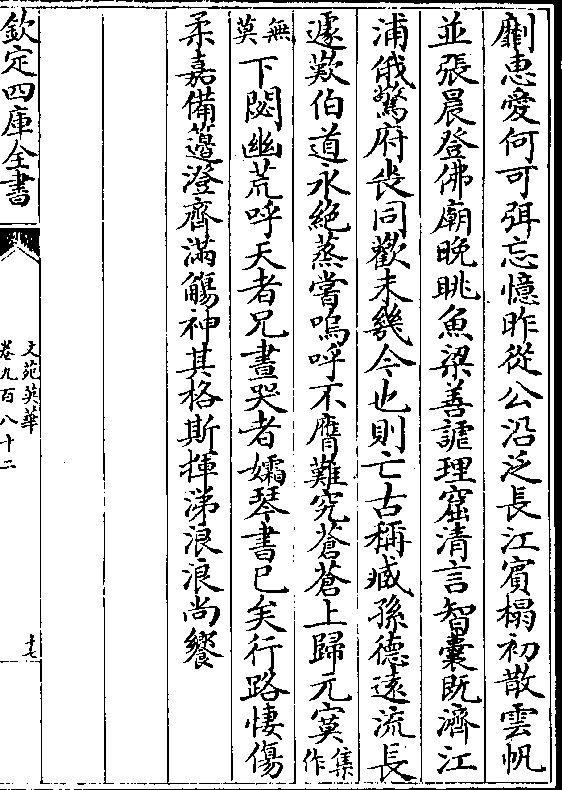 劘惠愛何可弭忘憶昨從公沿泛長江賓榻初散雲帆
並張晨登佛廟晚眺魚梁善謔理窟清言智囊既濟江
浦俄驚府喪同歡未幾今也則亡古稱臧孫德遠流長
遽歎伯道永絶蒸嘗嗚呼不膺難究蒼蒼上歸元寞集作
無莫下閟幽荒呼天者兄晝哭者孀琴書已矣行路悽傷
柔嘉備籩澄齊滿觴神其格斯揮涕浪浪尚饗
欽定四庫全書
文苑英華
卷九百八十二
十七